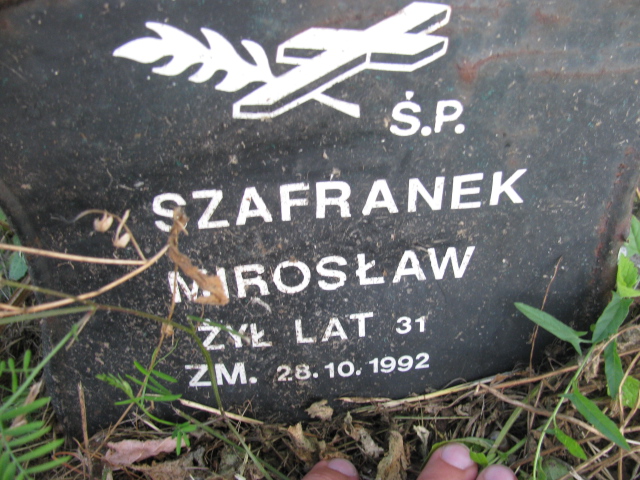 Ś.P.
SZAFRANEK
MIROSŁAW
ŻYŁ LAT 31
ZM. 28.10.1992